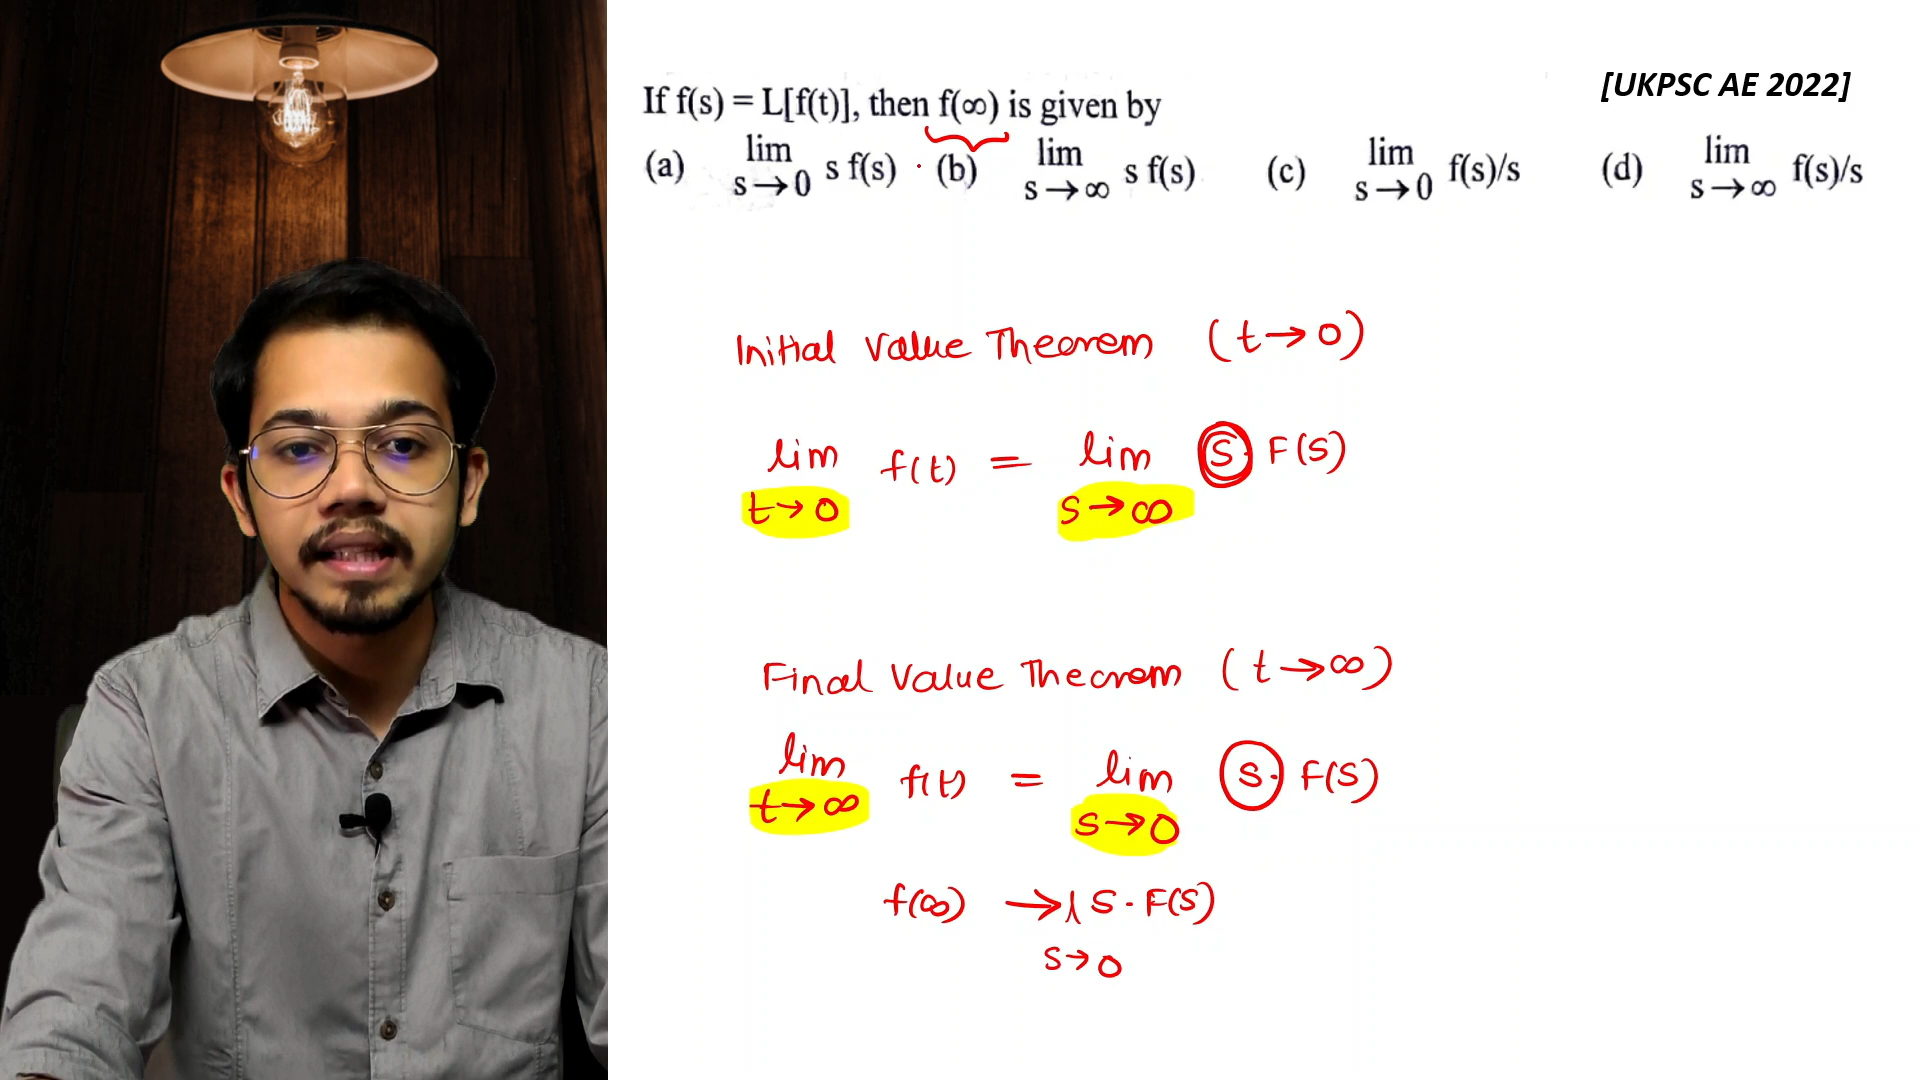 [UKPSC AE 2022]
If f(s) = L[f(t)], then f(∞) is given by
(a) lim s→0 s f(s) (b) lim s→∞ s f(s) (c) lim s→0 f(s)/s (d) lim s→∞ f(s)/s
Initial Value Theorem (t→0)
lim f(t) = lim S. F(S)
t→0 s→∞
Final Value Theorem (t→∞)
lim f(t) = lim S. F(S)
t→∞ s→0
f(∞) → S. F(S)
s→0